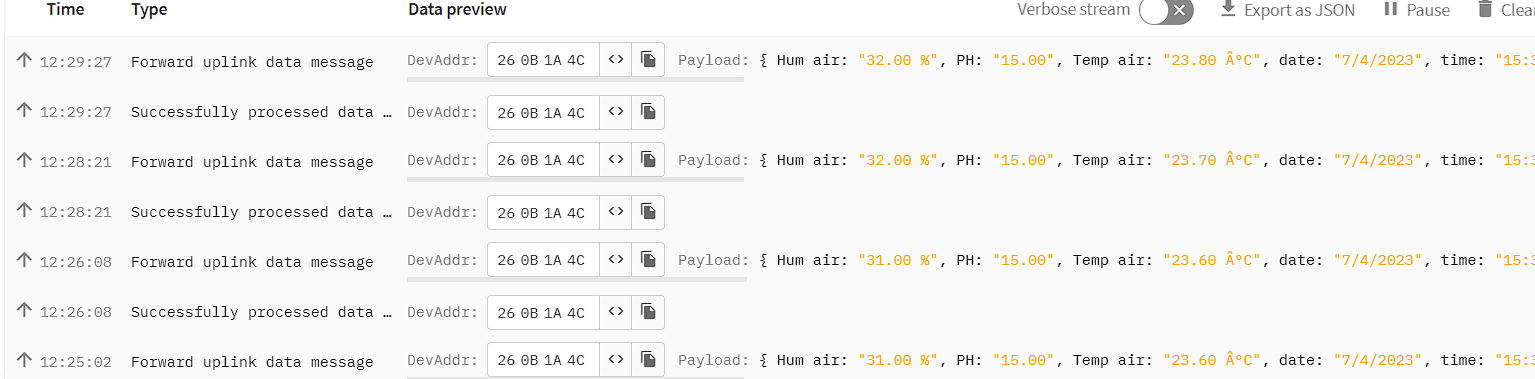 Time Type Data preview Verbose stream Export as JSON Pause Clear
12:29:27 Forward uplink data message DevAddr: 26 0B 1A 4C <> Payload: { Hum air: "32.00 %", PH: "15.00", Temp air: "23.80 Â°C", date: "7/4/2023", time: "15:3
12:29:27 Successfully processed data … DevAddr: 26 0B 1A 4C <>
12:28:21 Forward uplink data message DevAddr: 26 0B 1A 4C <> Payload: { Hum air: "32.00 %", PH: "15.00", Temp air: "23.70 Â°C", date: "7/4/2023", time: "15:3
12:28:21 Successfully processed data … DevAddr: 26 0B 1A 4C <>
12:26:08 Forward uplink data message DevAddr: 26 0B 1A 4C <> Payload: { Hum air: "31.00 %", PH: "15.00", Temp air: "23.60 Â°C", date: "7/4/2023", time: "15:3
12:26:08 Successfully processed data … DevAddr: 26 0B 1A 4C <>
12:25:02 Forward uplink data message DevAddr: 26 0B 1A 4C <> Payload: { Hum air: "31.00 %", PH: "15.00", Temp air: "23.60 Â°C", date: "7/4/2023", time: "15:3